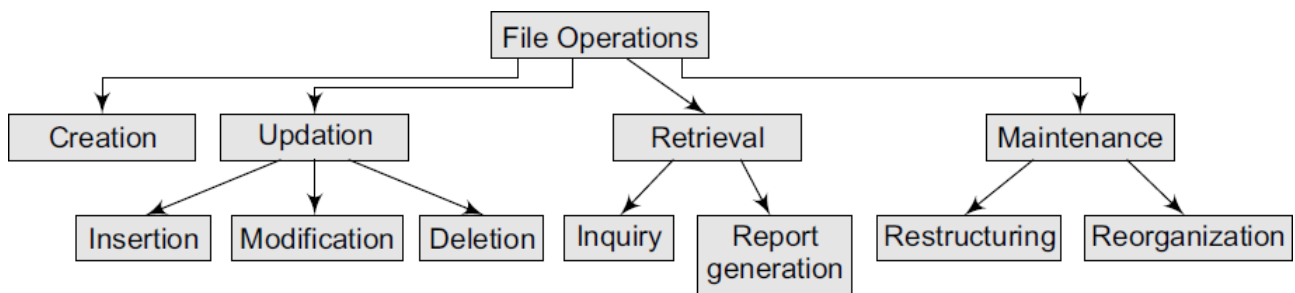 File Operations
Creation
Updation
Retrieval
Maintenance
Insertion
Modification
Deletion
Inquiry
Report
generation
Restructuring
Reorganization